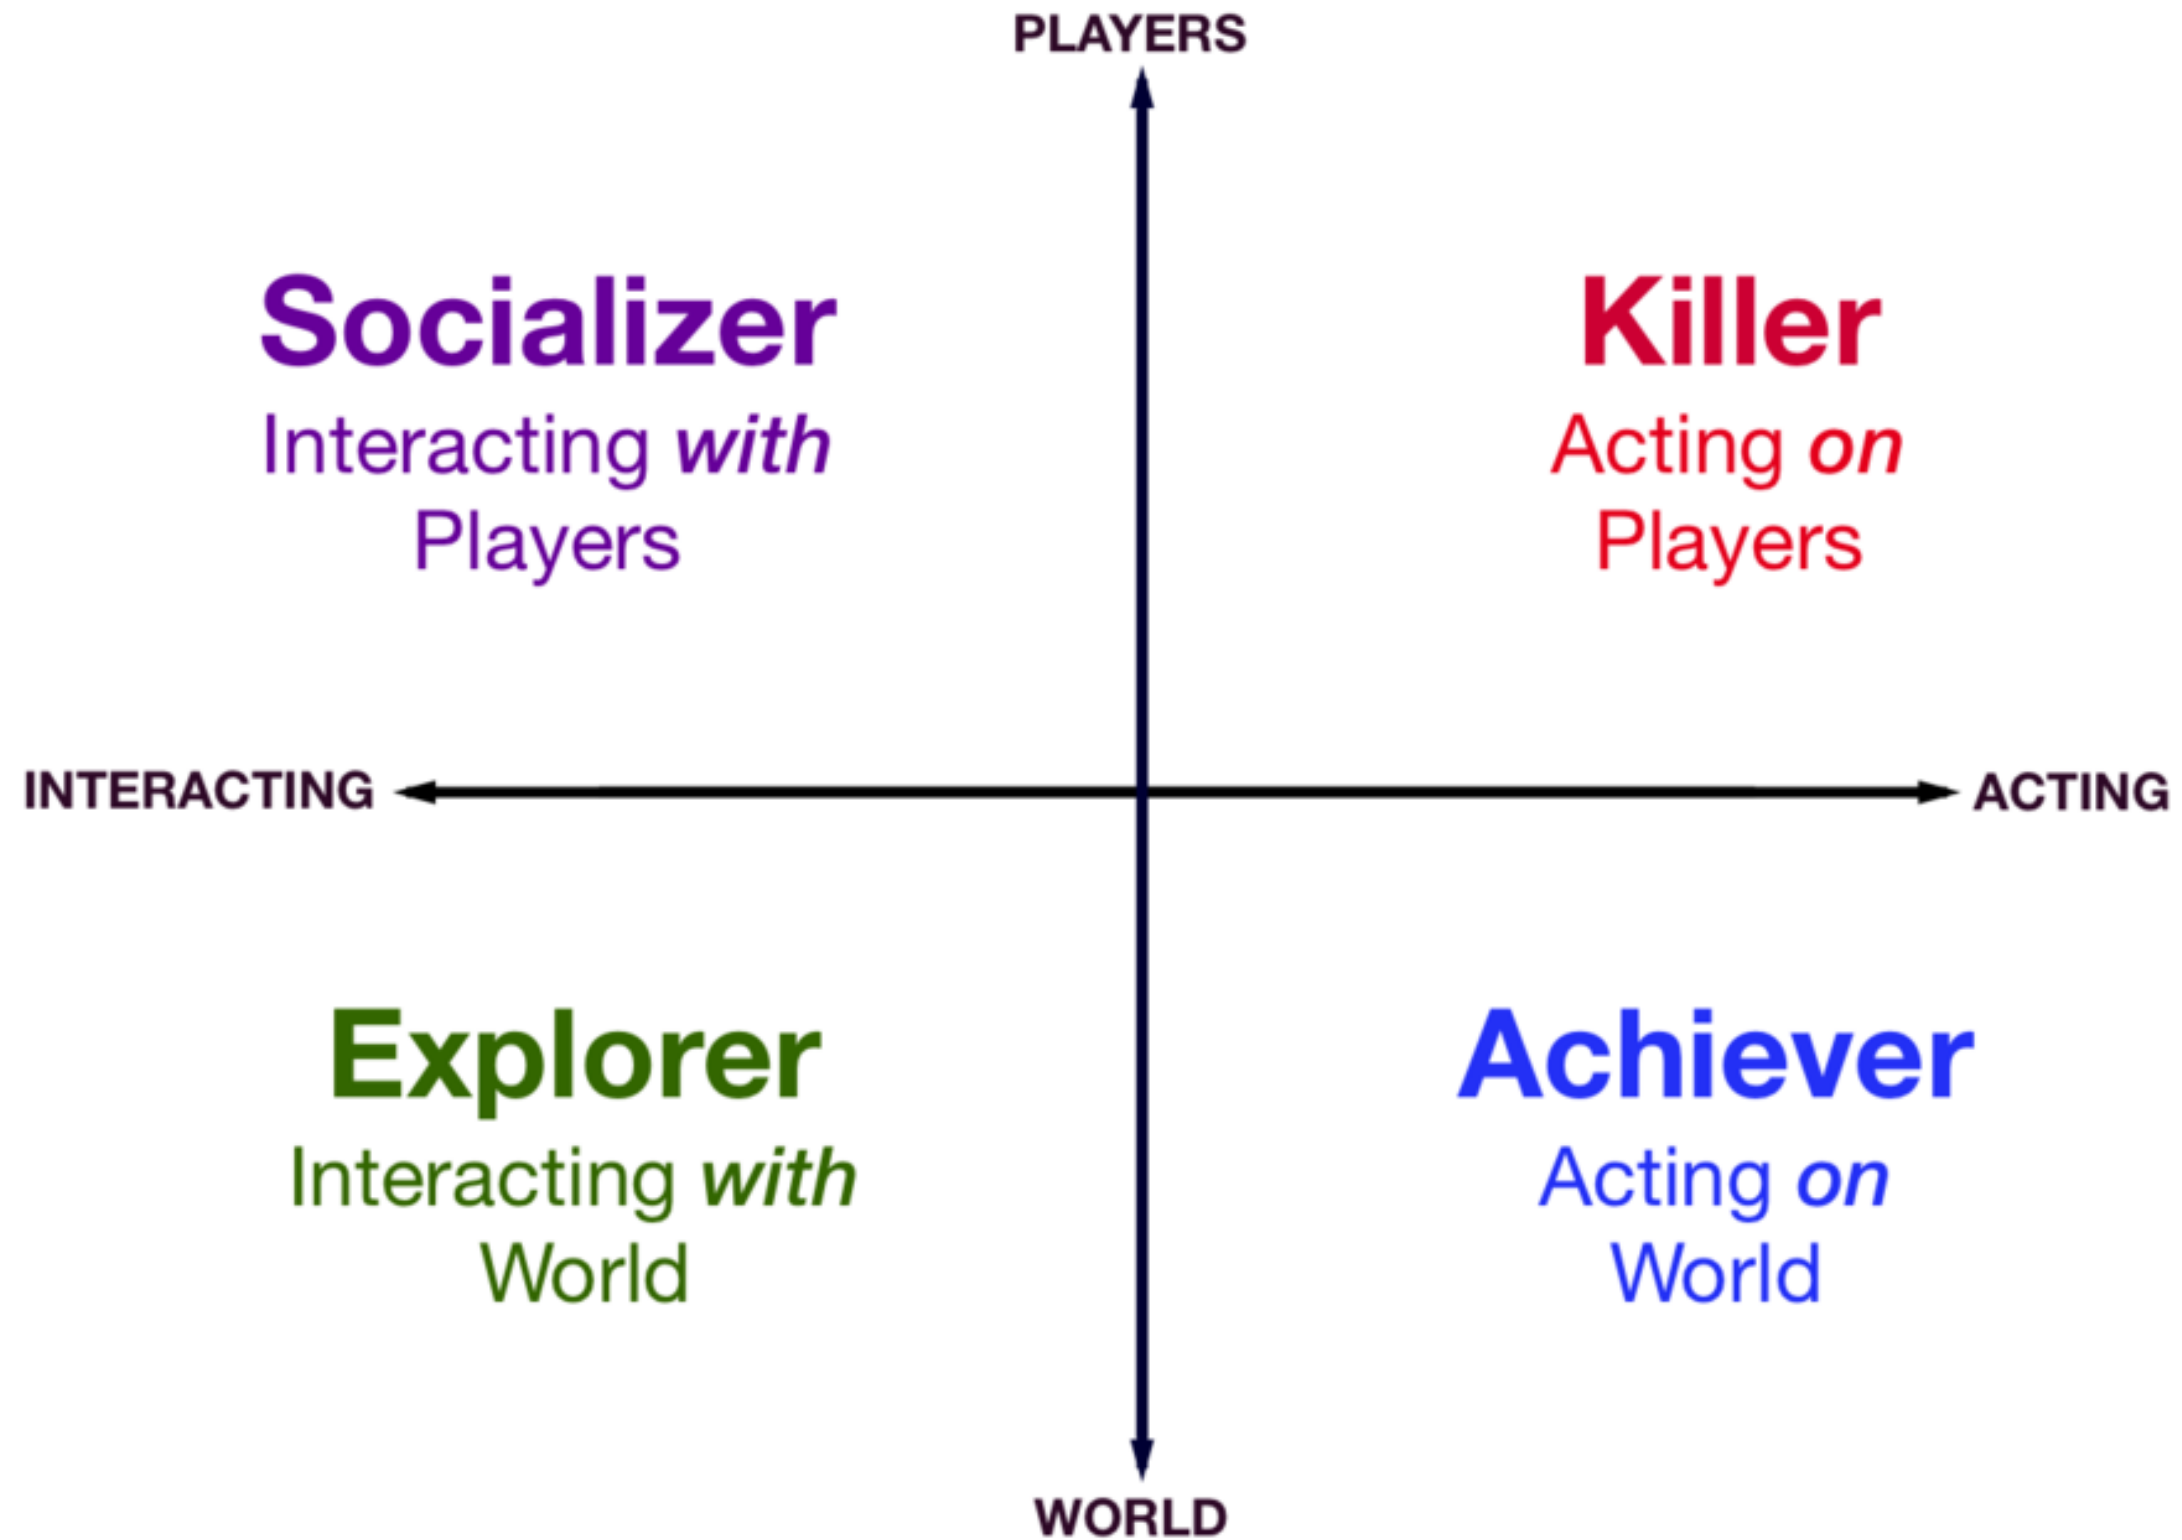 PLAYERS
Socializer
Interacting with
Players
Killer
Acting on
Players
INTERACTING
ACTING
Explorer
Interacting with
World
Achiever
Acting on
World
WORLD